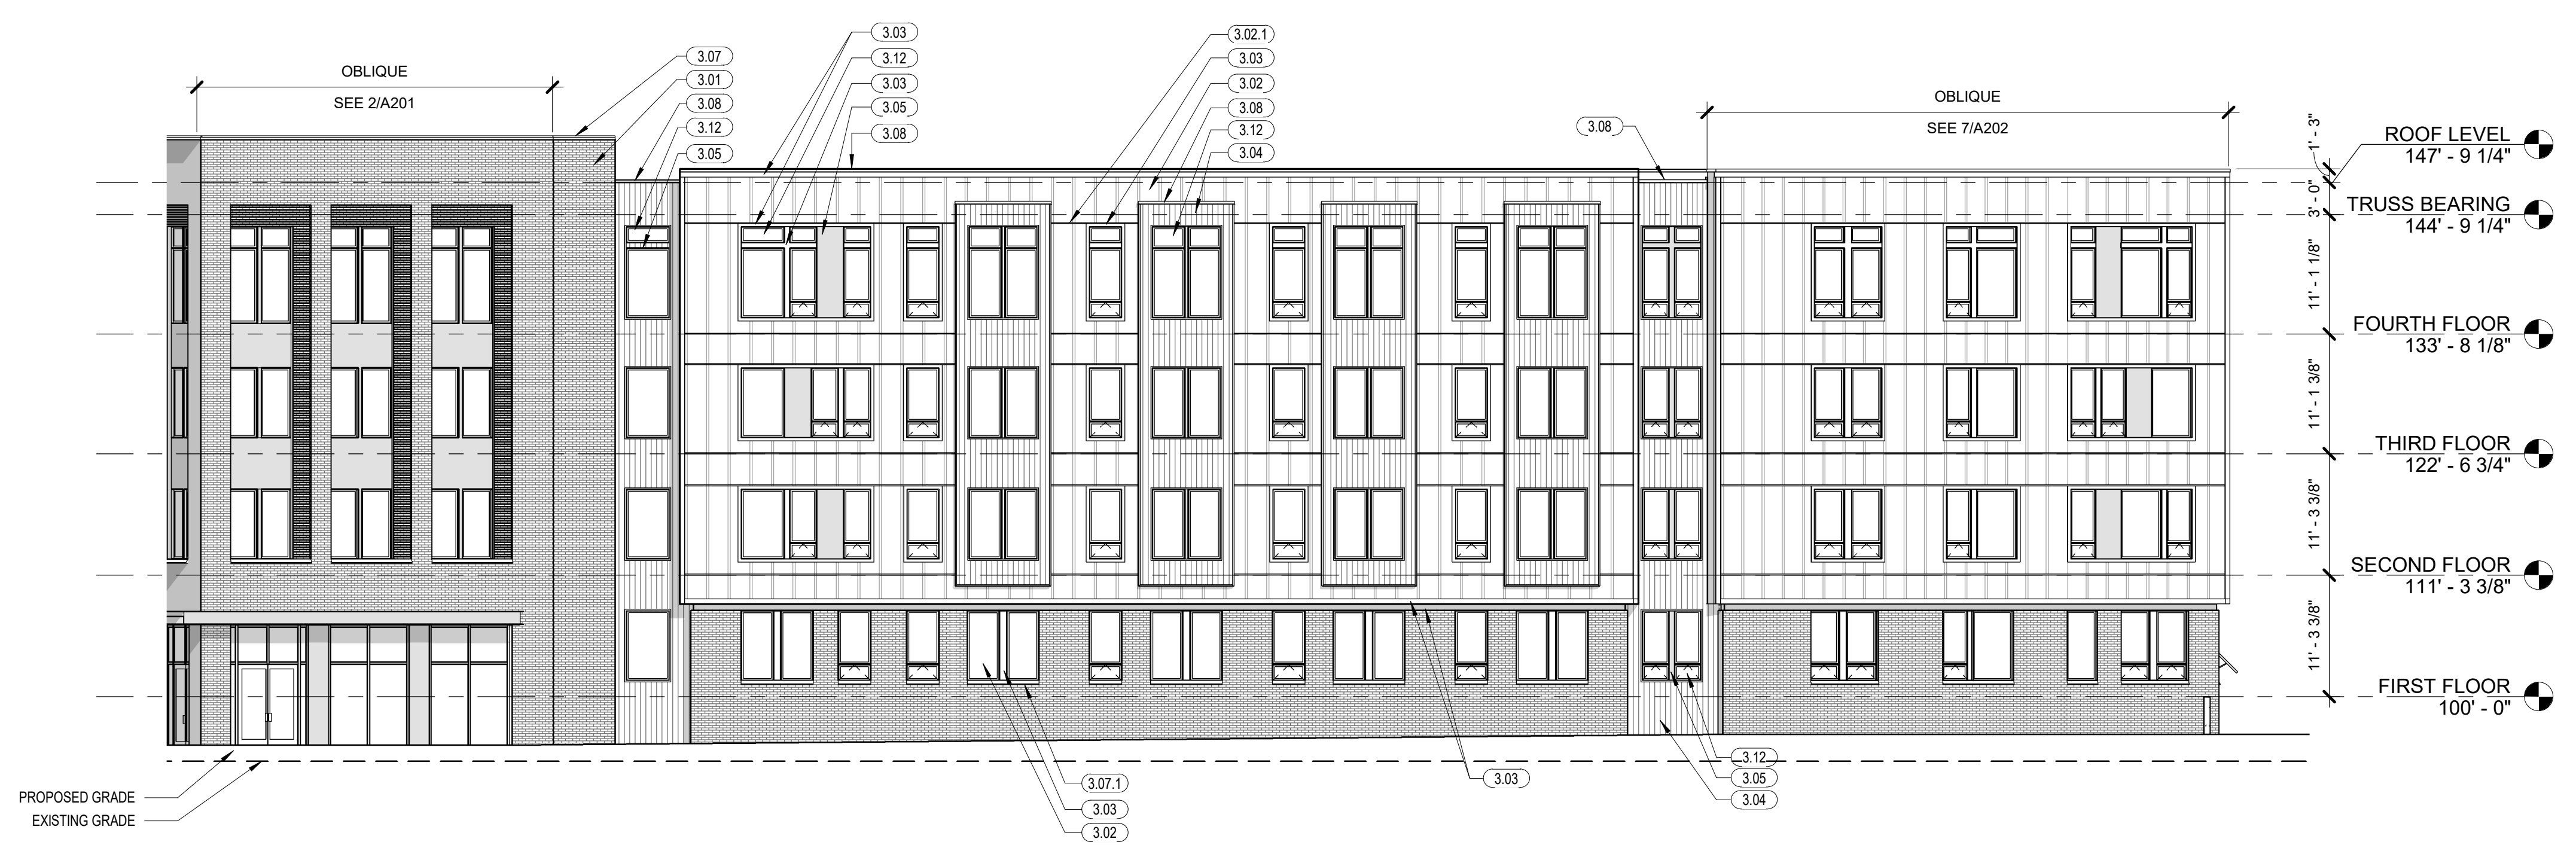 OBLIQUE
SEE 2/A201
3.07
3.01
3.08
3.12
3.05
3.03
3.12
3.03
3.05
3.08
3.02.1
3.03
3.02
3.08
3.12
3.04
3.08
OBLIQUE
SEE 7/A202
1' - 3"
3' - 0"
11' - 1 1/8"
11' - 1 3/8"
11' - 3 3/8"
11' - 3 3/8"
ROOF LEVEL
147' - 9 1/4"
TRUSS BEARING
144' - 9 1/4"
FOURTH FLOOR
133' - 8 1/8"
THIRD FLOOR
122' - 6 3/4"
SECOND FLOOR
111' - 3 3/8"
FIRST FLOOR
100' - 0"
PROPOSED GRADE
EXISTING GRADE
3.07.1
3.03
3.02
3.03
3.12
3.05
3.04